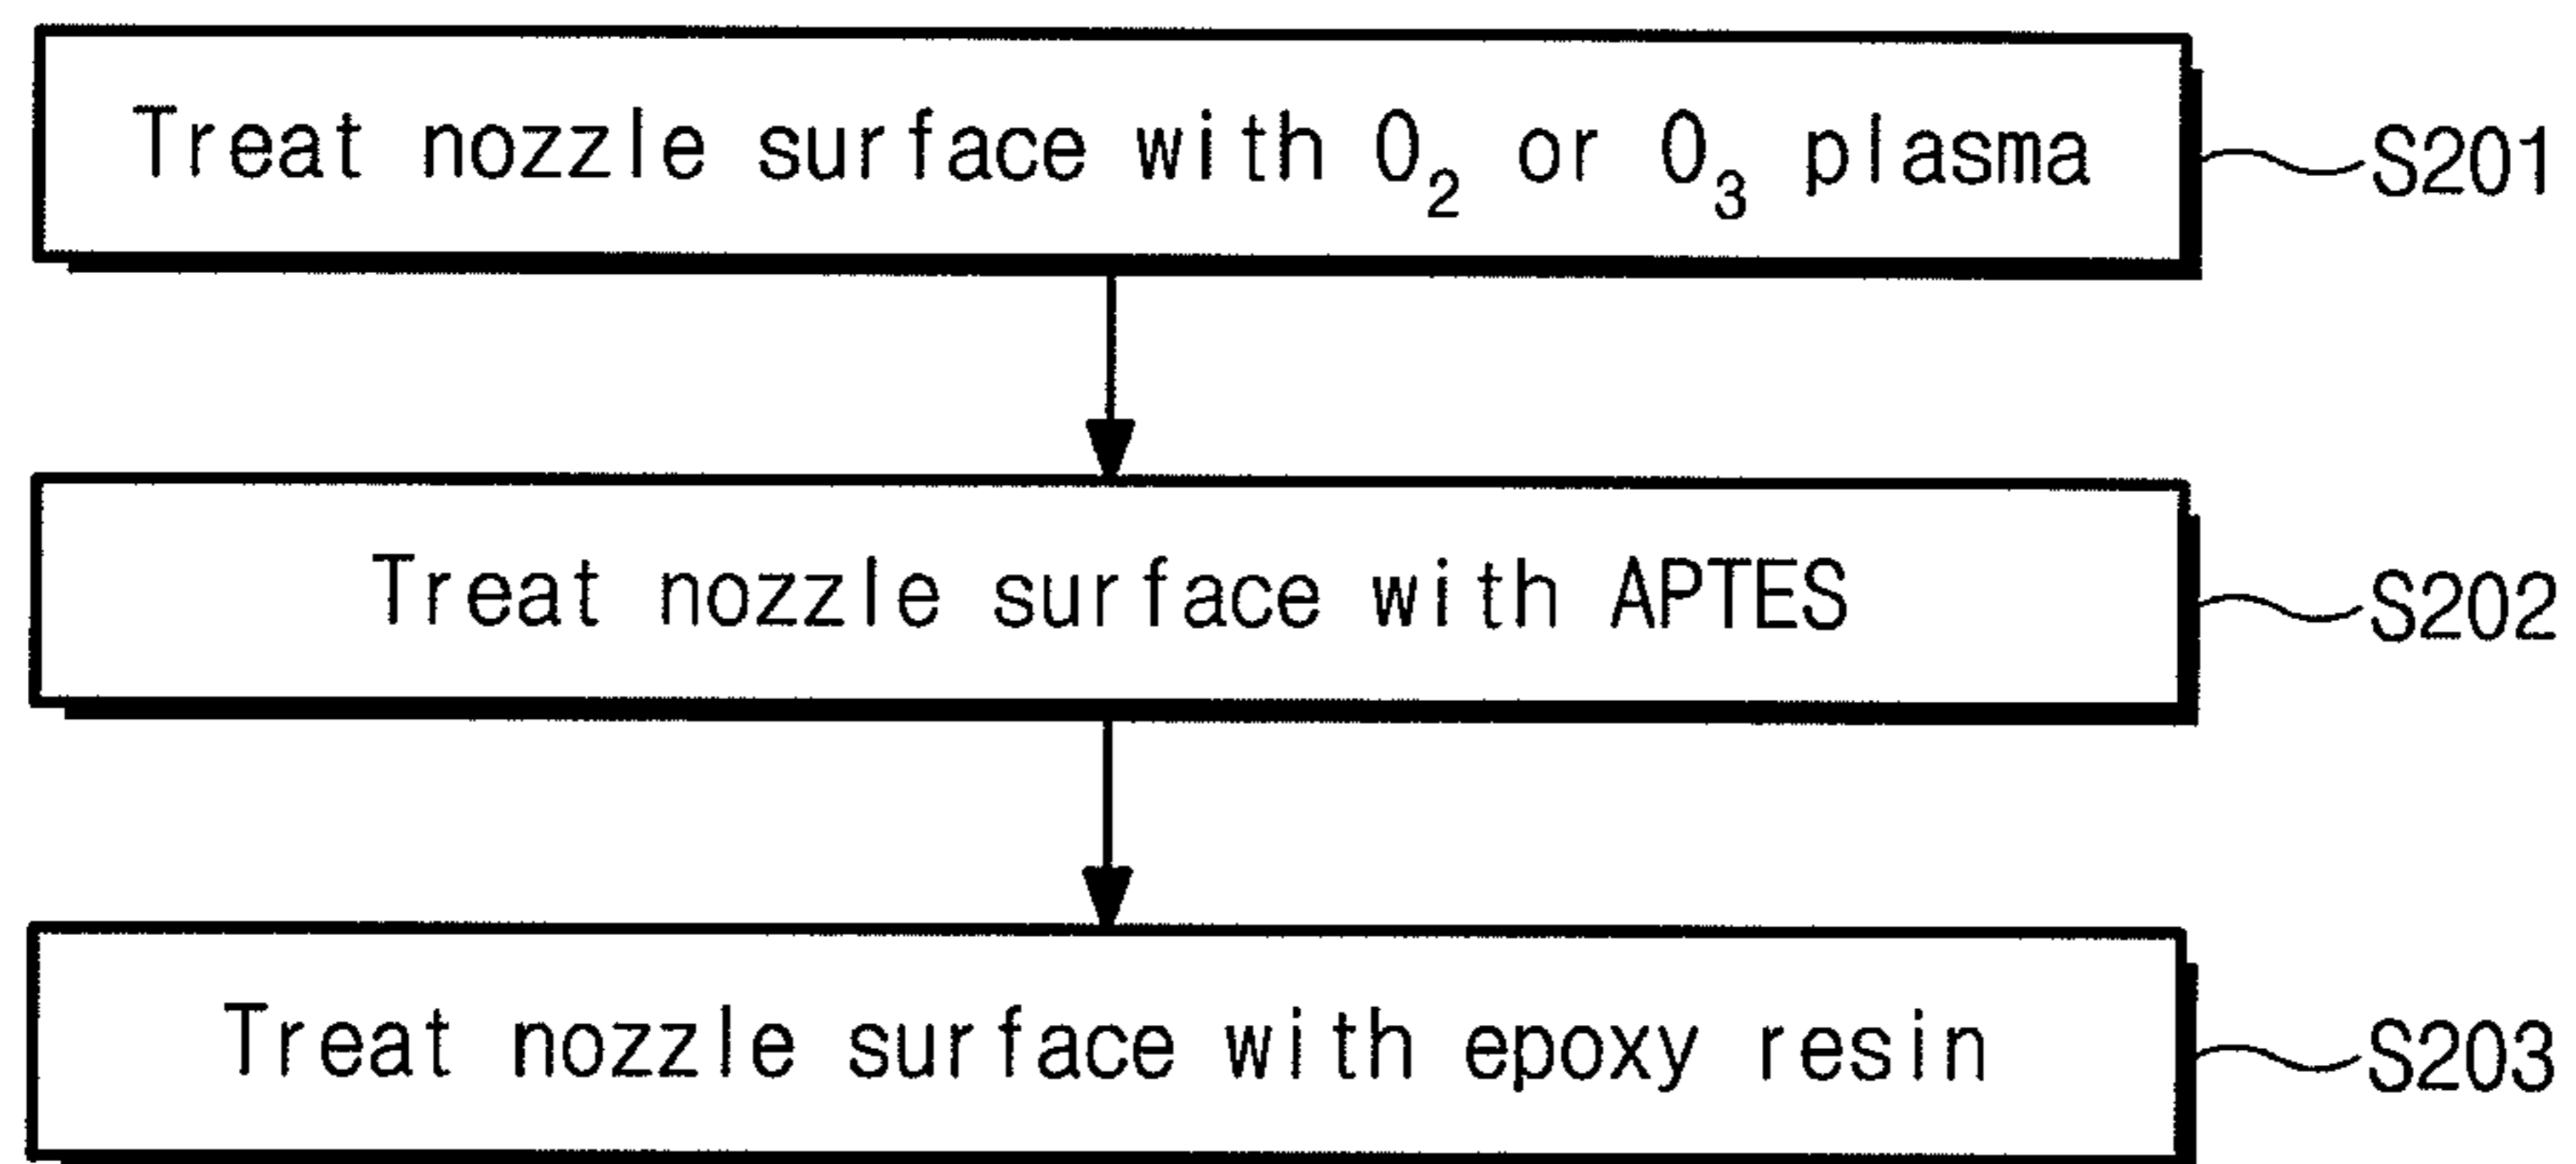 Treat nozzle surface with O₂ or O₃ plasma S201
Treat nozzle surface with APTES S202
Treat nozzle surface with epoxy resin S203